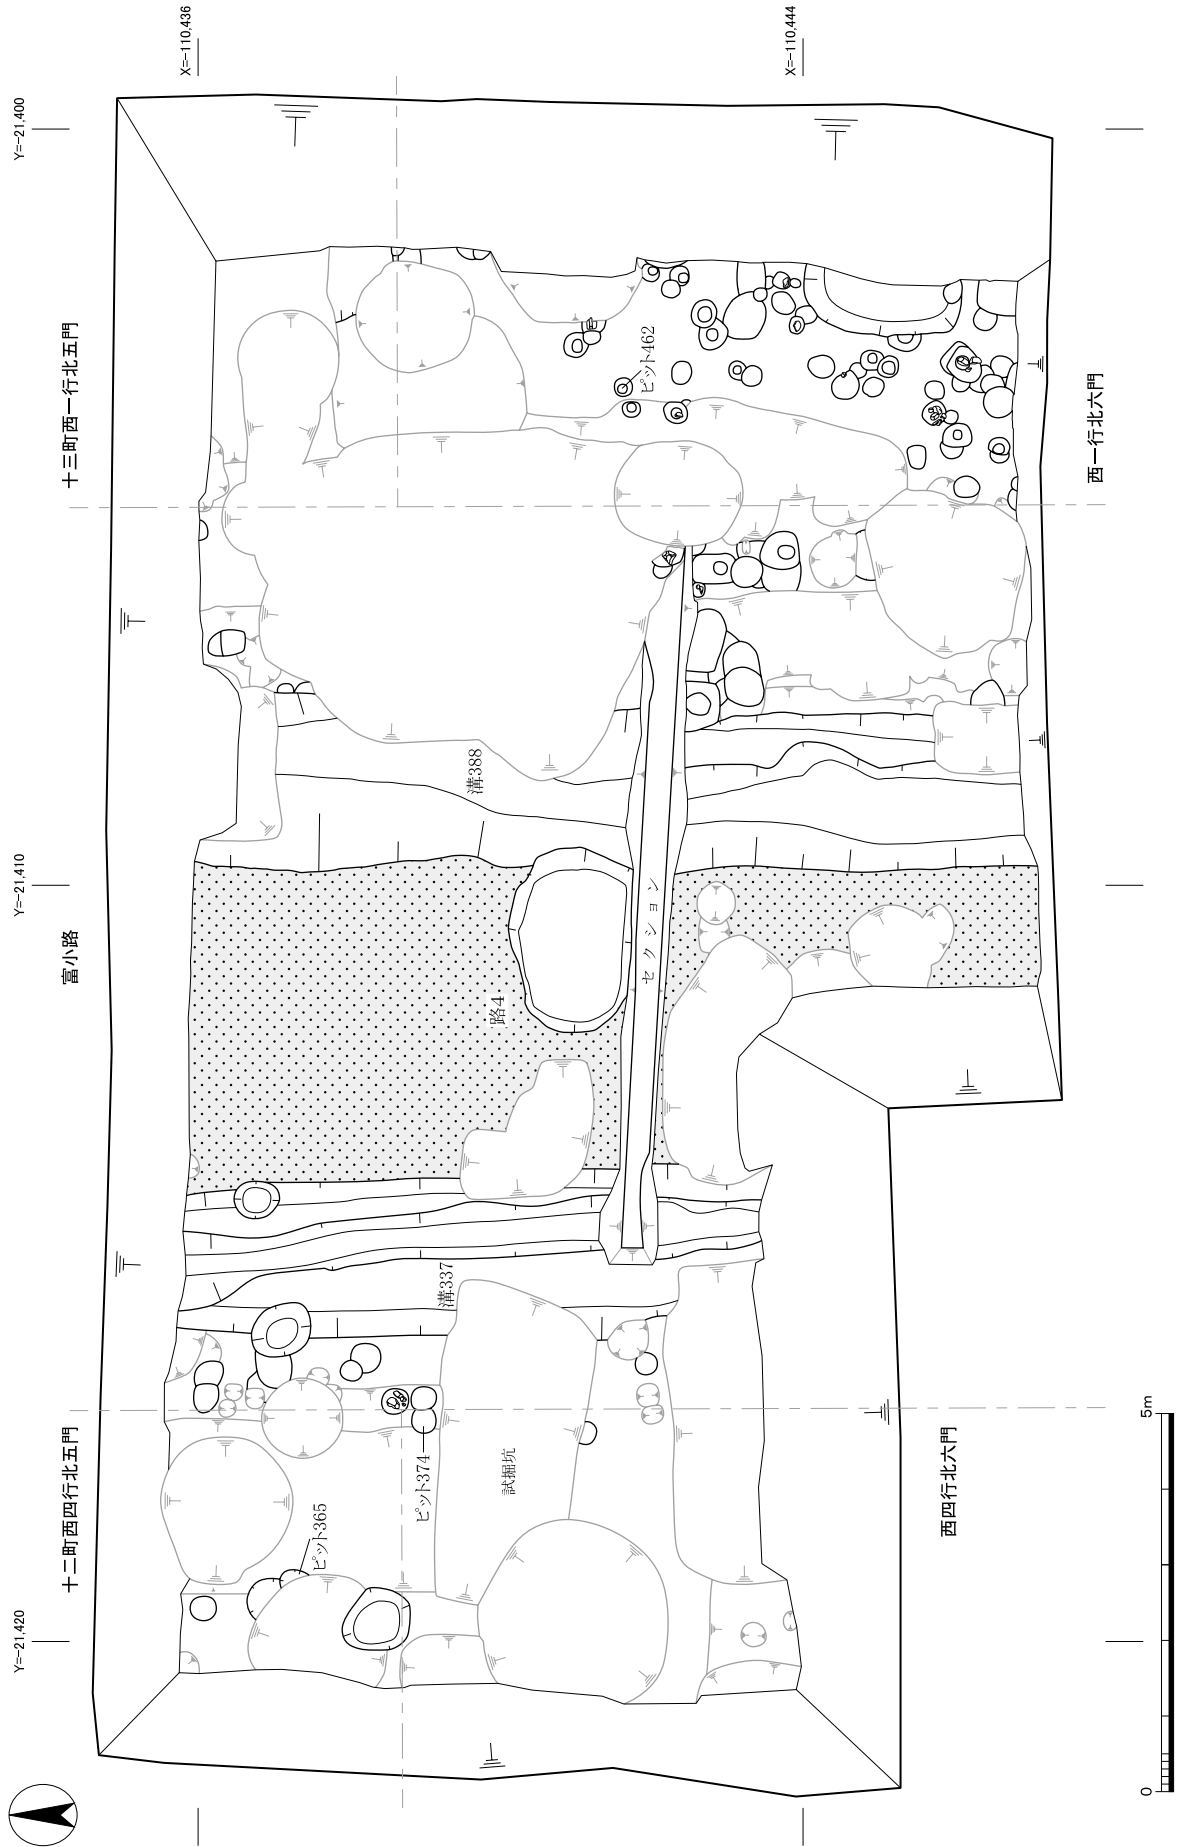 X=-110,436
X=-110,444
Y=-21,400
十三町西一行北五門
西一行北六門
ピット462
溝388
Y=-21,410
富小路
セクション
路4
溝337
ピット374
試掘坑
ピット365
十二町西四行北五門
西四行北六門
Y=-21,420
5m
0